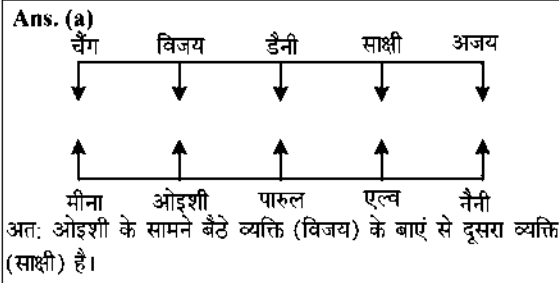 Ans. (a)
चैंग विजय डैनी साक्षी अजय
मीना ओइशी पारुल एल्व नैनी
अत: ओइशी के सामने बैठे व्यक्ति (विजय) के बाएं से दूसरा व्यक्ति
(साक्षी) है।